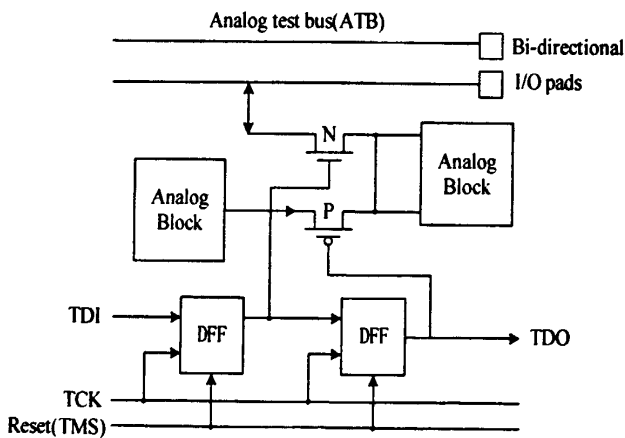 Analog test bus(ATB)
Bi-directional
I/O pads
N
Analog
Block
Analog
Block
P
TDI
DFF
DFF
TDO
TCK
Reset(TMS)